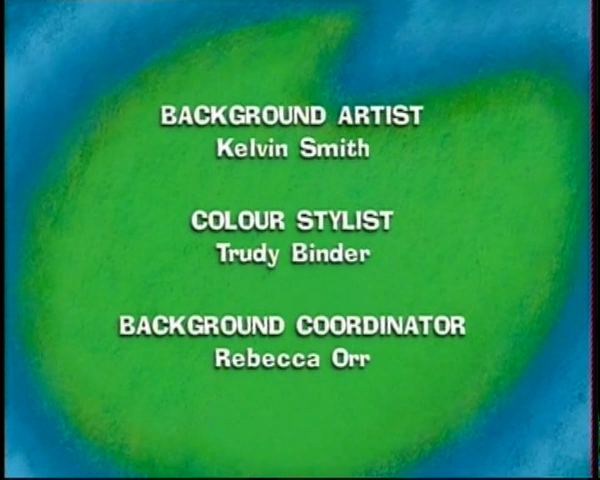 BACKGROUND ARTIST
Kelvin Smith
COLOUR STYLIST
Trudy Binder
BACKGROUND COORDINATOR
Rebecca Orr